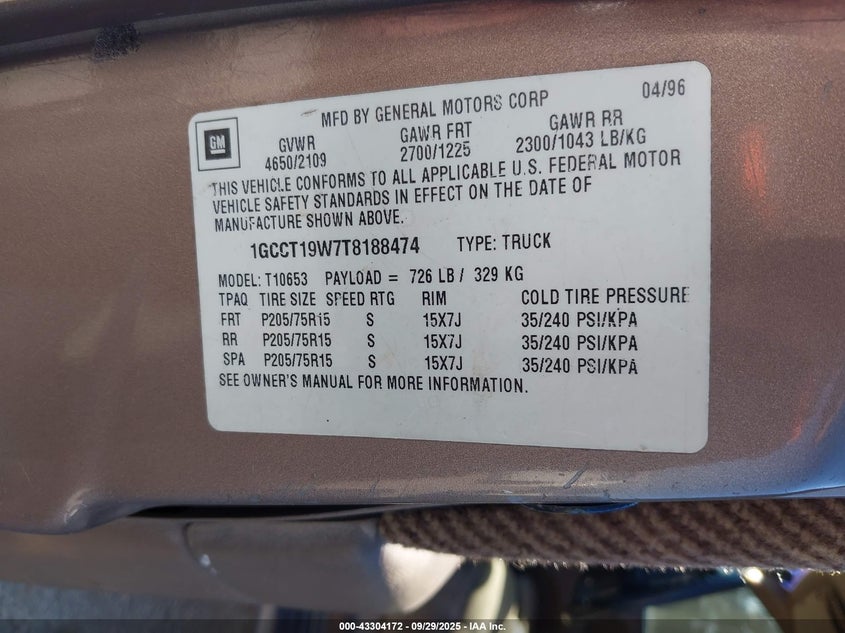 MFD BY GENERAL MOTORS CORP 04/96
GM
GVWR GAWR FRT GAWR RR
4650/2109 2700/1225 2300/1043 LB/KG
THIS VEHICLE CONFORMS TO ALL APPLICABLE U.S. FEDERAL MOTOR
VEHICLE SAFETY STANDARDS IN EFFECT ON THE DATE OF
MANUFACTURE SHOWN ABOVE.
1GCCT19W7T8188474 TYPE: TRUCK
MODEL: T10653 PAYLOAD = 726 LB / 329 KG
TPAQ TIRE SIZE SPEED RTG RIM COLD TIRE PRESSURE
FRT P205/75R15 S 15X7J 35/240 PSI/KPA
RR P205/75R15 S 15X7J 35/240 PSI/KPA
SPA P205/75R15 S 15X7J 35/240 PSI/KPA
SEE OWNER'S MANUAL FOR MORE INFORMATION.
000-43304172 - 09/29/2025 - IAA Inc.